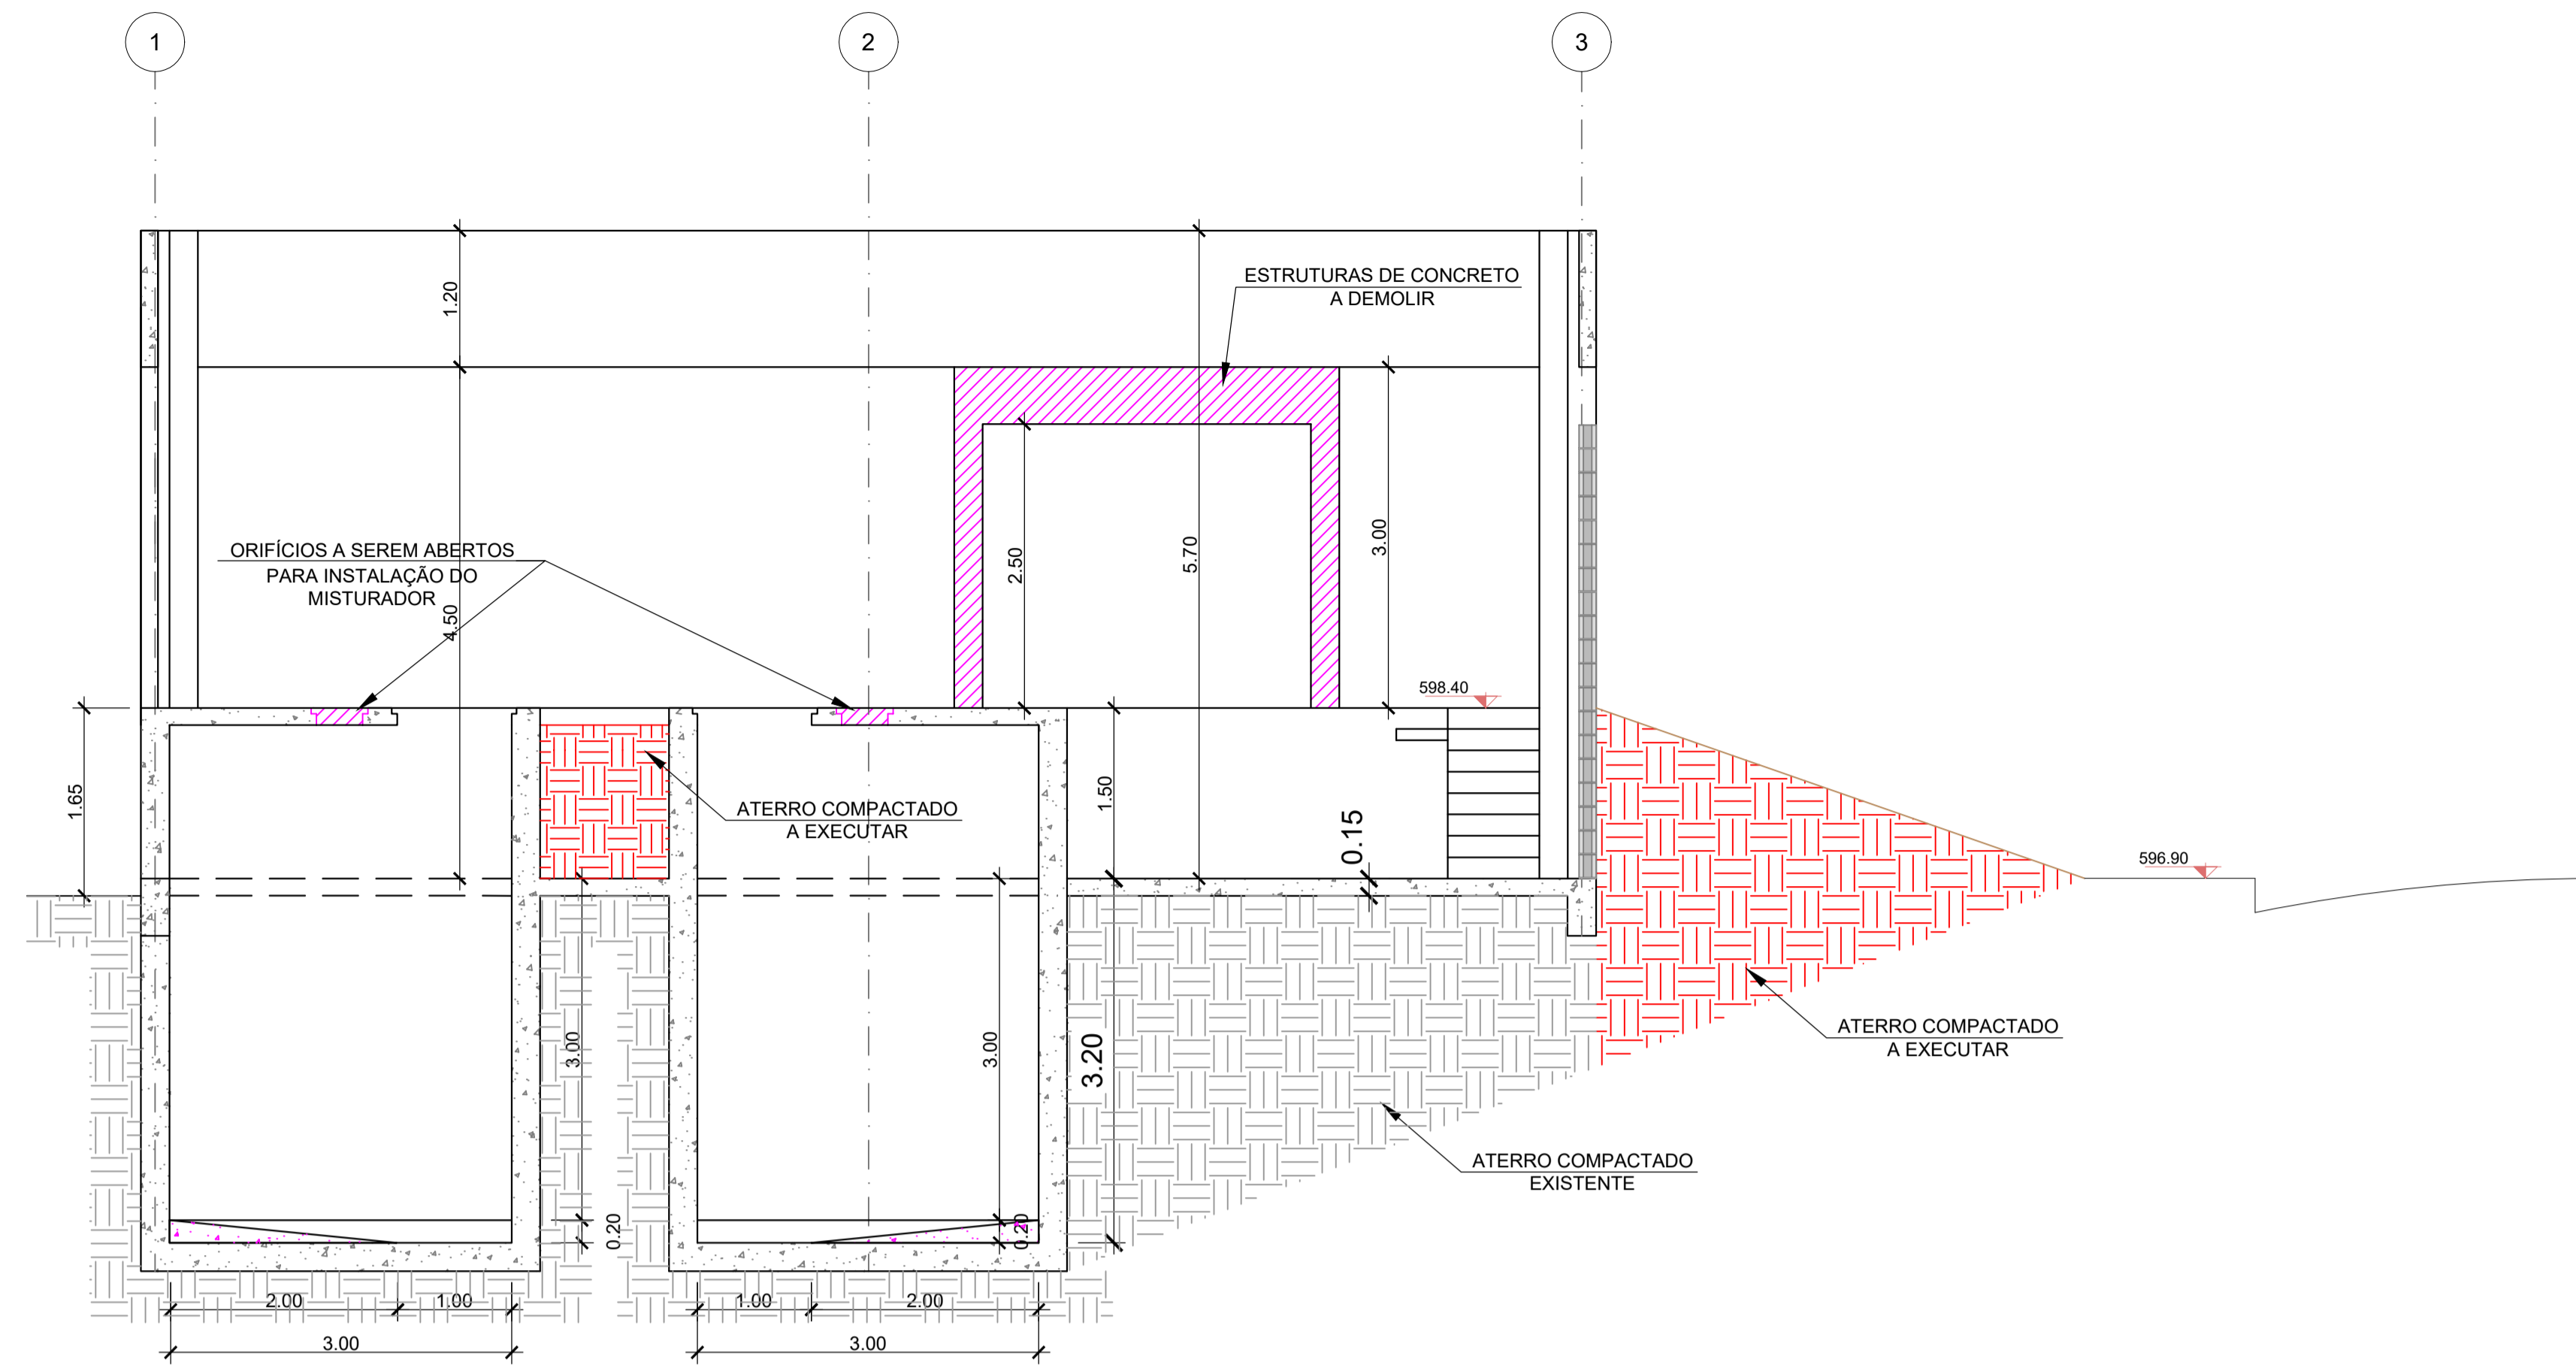 1
2
3
1.20
ESTRUTURAS DE CONCRETO
A DEMOLIR
ORIFÍCIOS A SEREM ABERTOS
PARA INSTALAÇÃO DO
MISTURADOR
4.50
2.50
5.70
3.00
598.40
1.65
ATERRO COMPACTADO
A EXECUTAR
1.50
0.15
596.90
3.00
3.00
3.20
ATERRO COMPACTADO
A EXECUTAR
ATERRO COMPACTADO
EXISTENTE
0.20
0.20
2.00
1.00
1.00
2.00
3.00
3.00